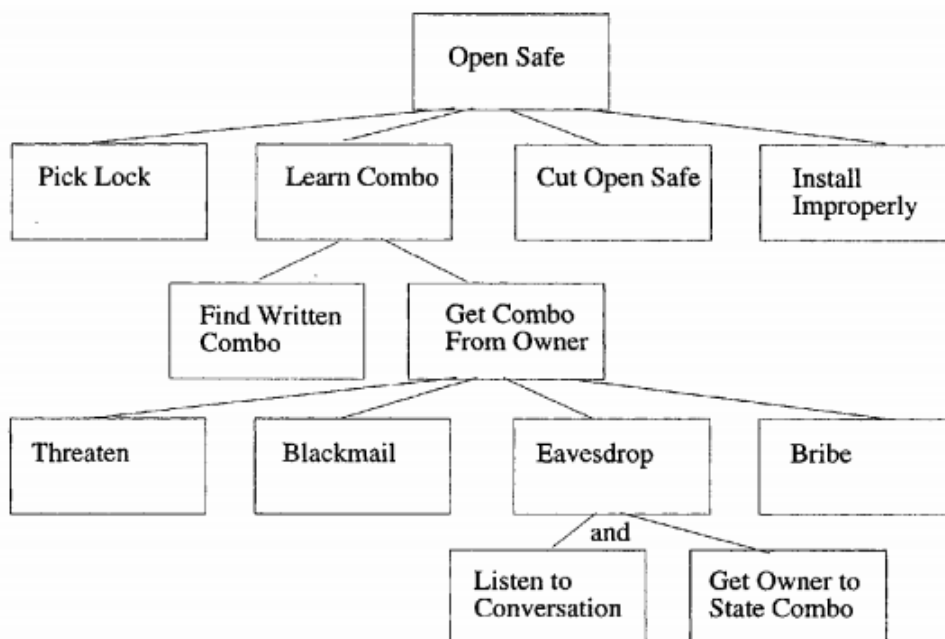 Open Safe
Pick Lock
Learn Combo
Cut Open Safe
Install
Improperly
Find Written
Combo
Get Combo
From Owner
Threaten
Blackmail
Eavesdrop
Bribe
and
Listen to
Conversation
Get Owner to
State Combo